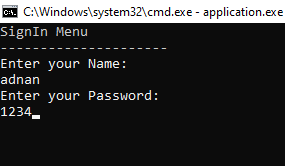 C:\Windows\system32\cmd.exe - application.exe
SignIn Menu
---------------------
Enter your Name:
adnan
Enter your Password:
1234